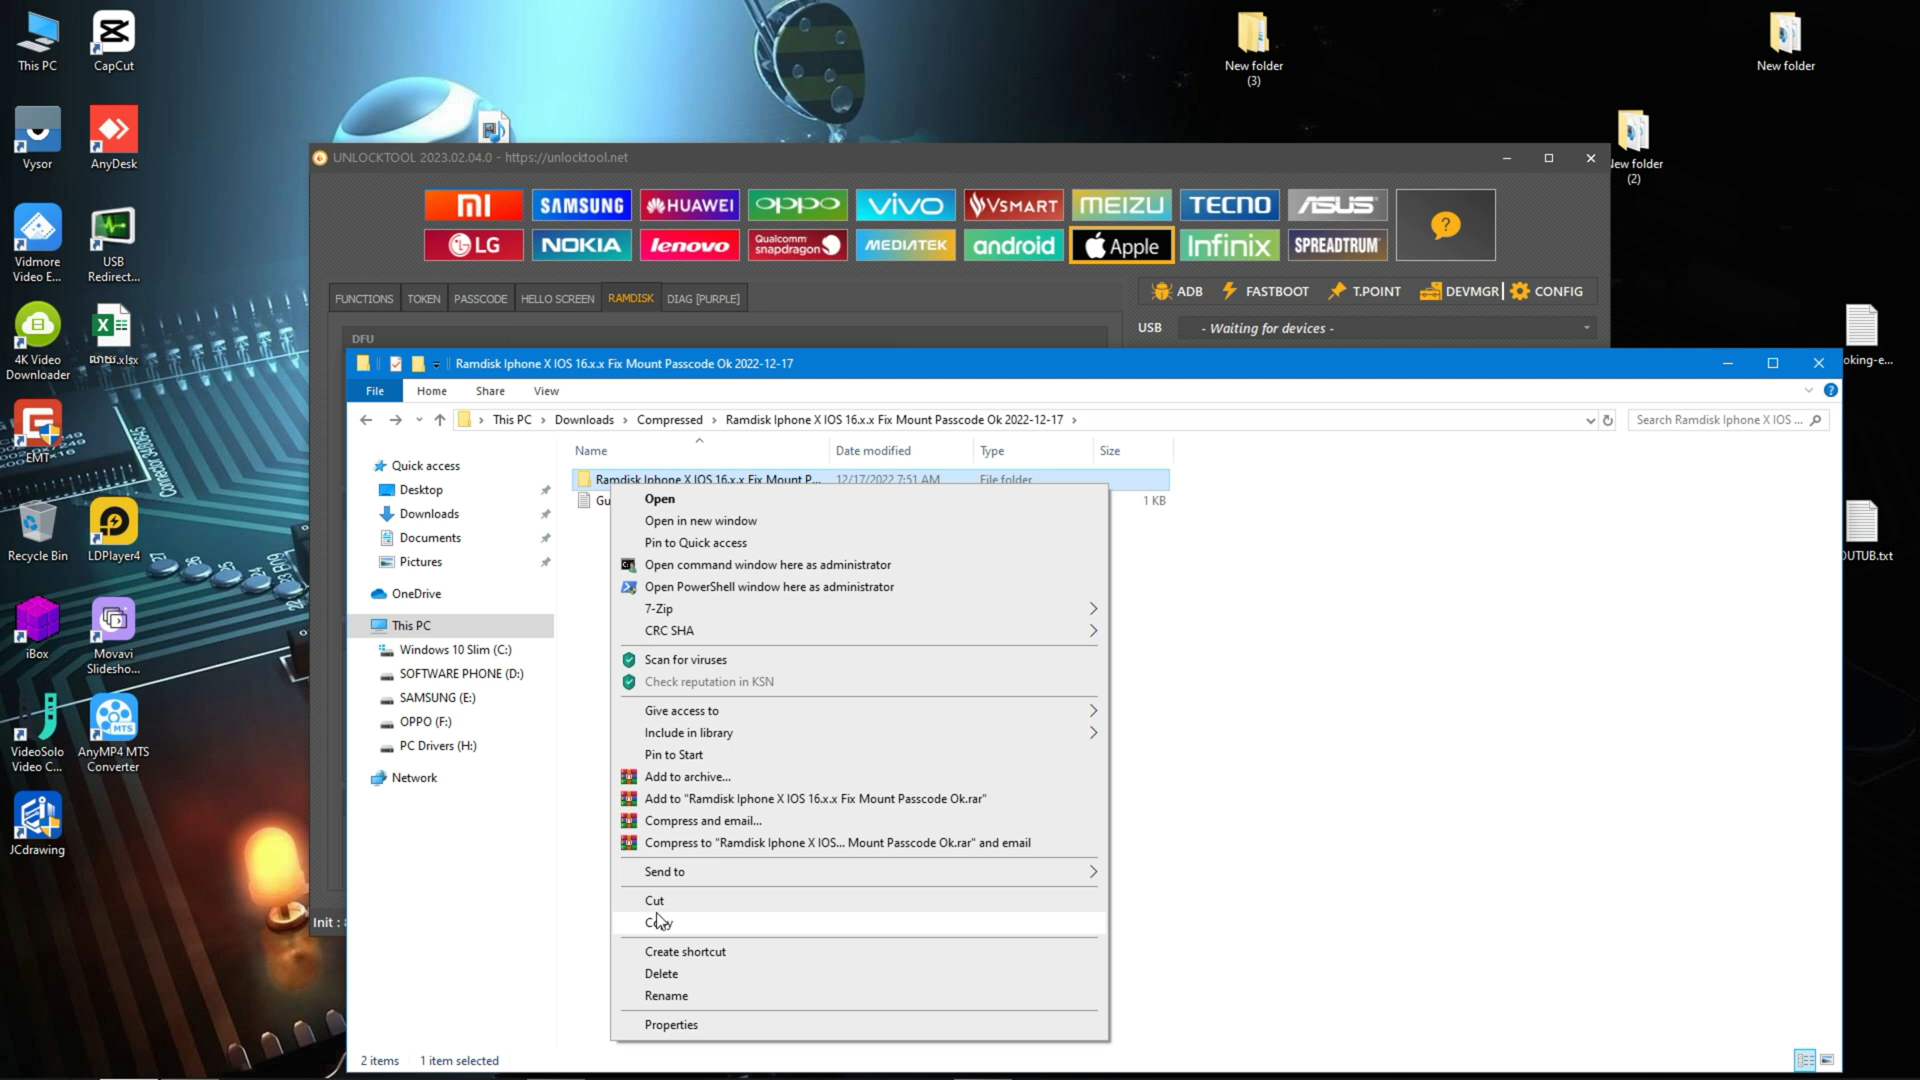 This PC
CapCut
Vysor
AnyDesk
Vidmore
Video E...
USB
Redirect...
4K Video
Downloader
EMT
Recycle Bin
LDPlayer4
iBox
Movavi
Slidesho...
VideoSolo
Video C...
AnyMP4 MTS
Converter
MTS
JCdrawing
New folder
(3)
New folder
New folder
(2)
oking-e...
OUTUB.txt
UNLOCKTOOL 2023.02.04.0 - https://unlocktool.net
MI SAMSUNG HUAWEI OPPO VIVO VSMART MEIZU TECNO ASUS
LG NOKIA lenovo Qualcomm snapdragon MEDIATEK android Apple Infinix SPREADTRUM ?
FUNCTIONS TOKEN PASSCODE HELLO SCREEN RAMDISK DIAG [PURPLE]
ADB FASTBOOT T.POINT DEVMGR CONFIG
USB - Waiting for devices -
DFU
Init :
Ramdisk Iphone X IOS 16.x.x Fix Mount Passcode Ok 2022-12-17
File Home Share View
This PC Downloads Compressed Ramdisk Iphone X IOS 16.x.x Fix Mount Passcode Ok 2022-12-17
Search Ramdisk Iphone X IOS ...
Name Date modified Type Size
Ramdisk Iphone X IOS 16.x.x Fix Mount P... 12/17/2022 7:51 AM File folder
Gu 1 KB
Quick access
Desktop
Downloads
Documents
Pictures
OneDrive
This PC
Windows 10 Slim (C:)
SOFTWARE PHONE (D:)
SAMSUNG (E:)
OPPO (F:)
PC Drivers (H:)
Network
Open
Open in new window
Pin to Quick access
Open command window here as administrator
Open PowerShell window here as administrator
7-Zip
CRC SHA
Scan for viruses
Check reputation in KSN
Give access to
Include in library
Pin to Start
Add to archive...
Add to "Ramdisk Iphone X IOS 16.x.x Fix Mount Passcode Ok.rar"
Compress and email...
Compress to "Ramdisk Iphone X IOS... Mount Passcode Ok.rar" and email
Send to
Cut
Copy
Create shortcut
Delete
Rename
Properties
2 items 1 item selected